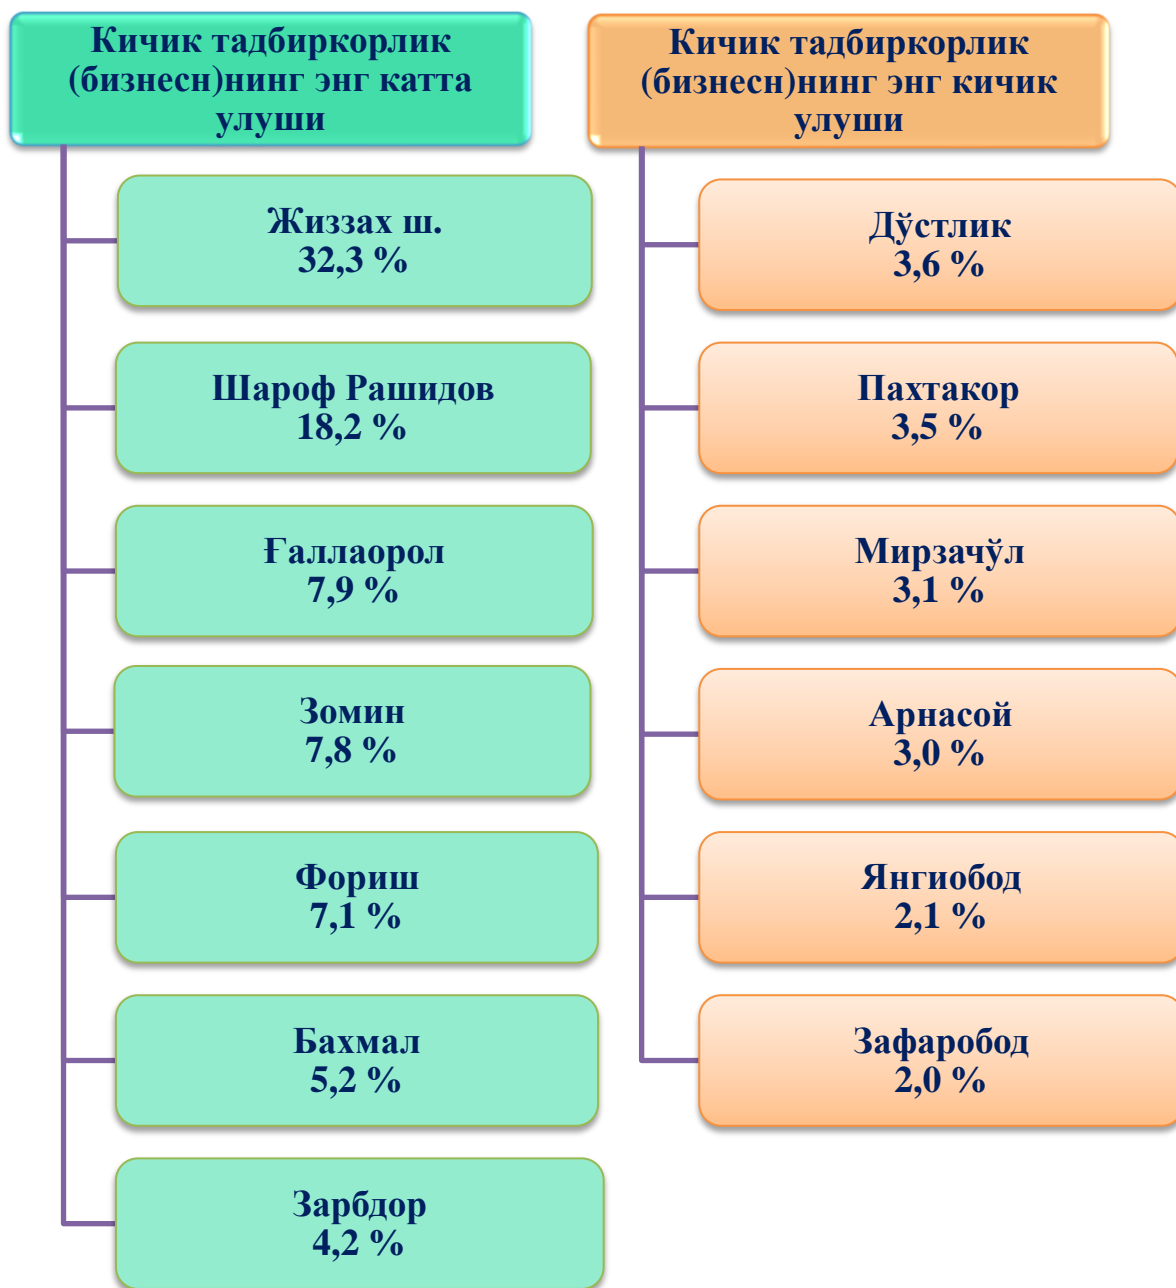 Кичик тадбиркорлик
(бизнесн)нинг энг катта
улуши
Жиззах ш.
32,3 %
Шароф Рашидов
18,2 %
Ғаллаорол
7,9 %
Зомин
7,8 %
Фориш
7,1 %
Бахмал
5,2 %
Зарбдор
4,2 %
Кичик тадбиркорлик
(бизнесн)нинг энг кичик
улуши
Дўстлик
3,6 %
Пахтакор
3,5 %
Мирзачўл
3,1 %
Арнасой
3,0 %
Янгиобод
2,1 %
Зафаробод
2,0 %